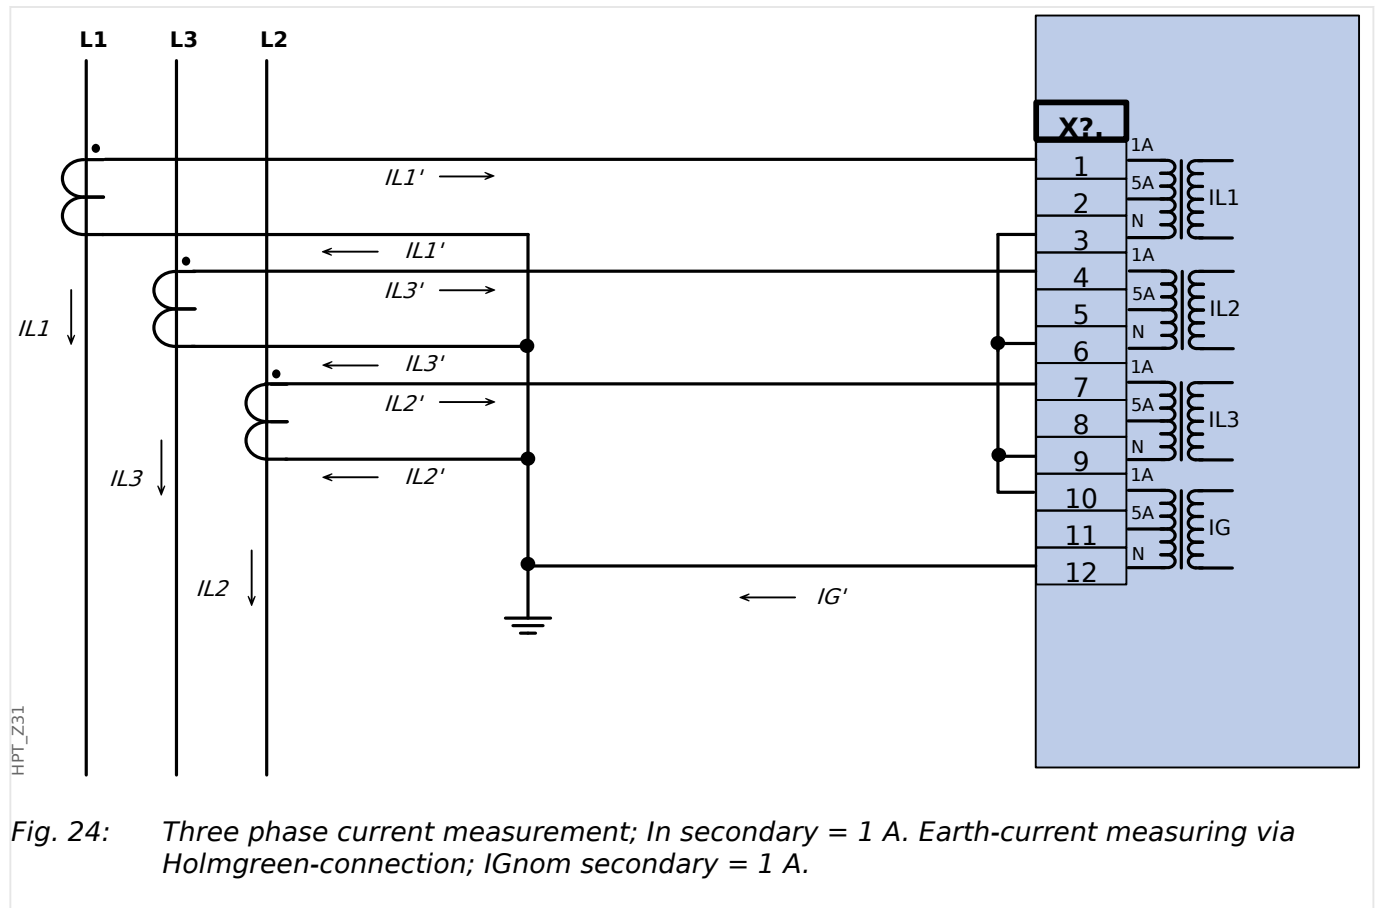 L1 L3 L2
X?.
1A
1
IL1'
5A
IL1
2
N
3
IL1'
1A
4
IL3'
5A
IL2
5
IL1
N
6
IL3'
1A
7
IL2'
5A
IL3
8
N
9
IL2'
IL3
1A
10
5A
IG
11
N
12
IL2
IG'
HPT_Z31
Fig. 24: Three phase current measurement; In secondary = 1 A. Earth-current measuring via
Holmgreen-connection; IGnom secondary = 1 A.